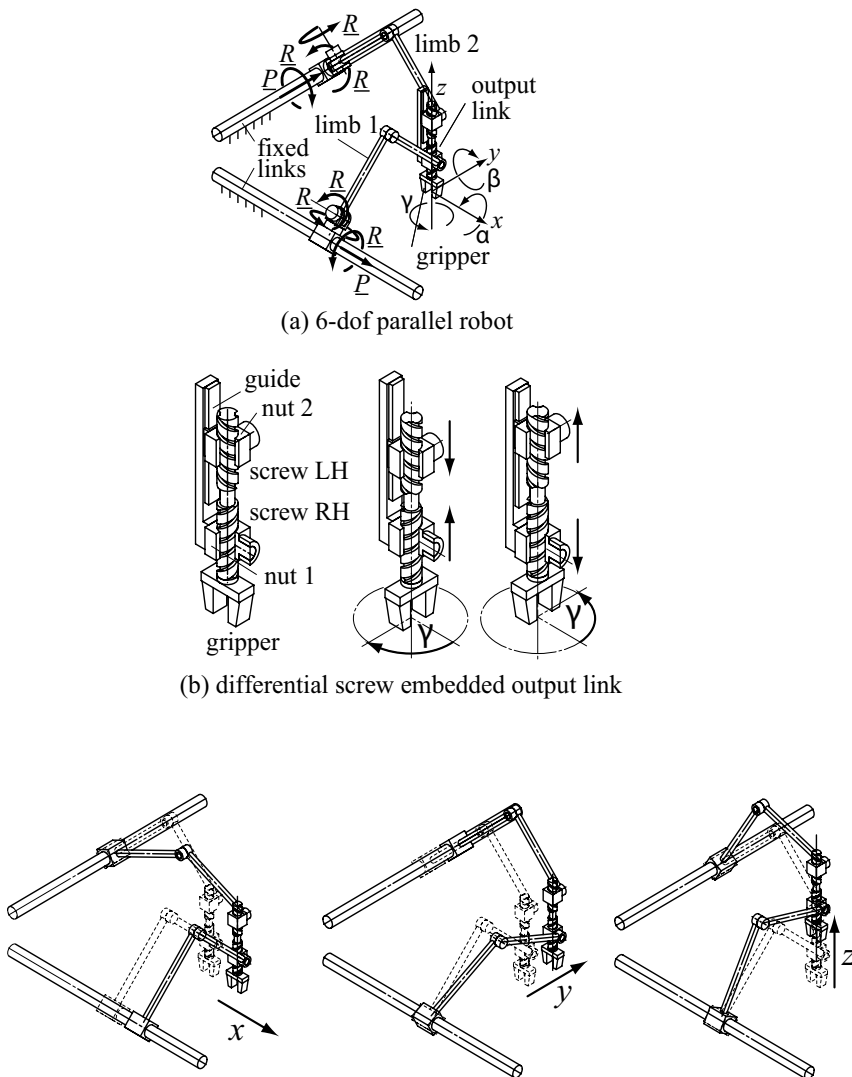 R
R
limb 2
P
R
z
output
link
limb 1
y
fixed
links
β
R
γ
R
x
R
α
gripper
P
(a) 6-dof parallel robot
guide
nut 2
screw LH
screw RH
nut 1
γ
γ
gripper
(b) differential screw embedded output link
x
y
z